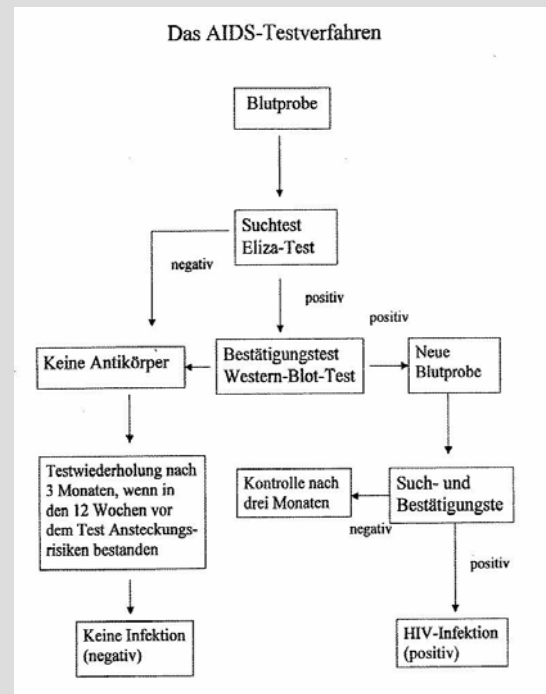 Das AIDS-Testverfahren
Blutprobe
Suchtest
Eliza-Test
negativ
positiv
positiv
Keine Antikörper
Bestätigungstest
Western-Blot-Test
Neue
Blutprobe
Testwiederholung nach
3 Monaten, wenn in
den 12 Wochen vor
dem Test Ansteckungs-
risiken bestanden
Kontrolle nach
drei Monaten
Such- und
Bestätigungste
negativ
positiv
Keine Infektion
(negativ)
HIV-Infektion
(positiv)